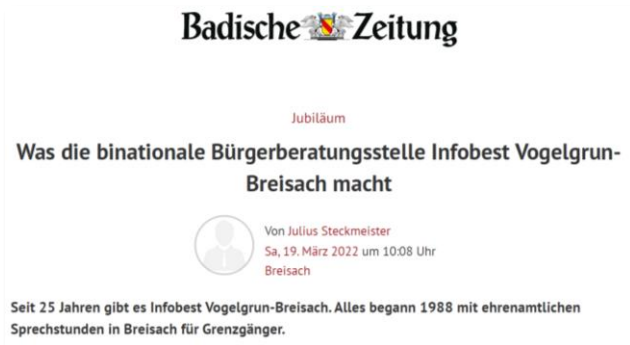 Badische Zeitung
Jubiläum
Was die binationale Bürgerberatungsstelle Infobest Vogelgrun-
Breisach macht
Von Julius Steckmeister
Sa, 19. März 2022 um 10:08 Uhr
Breisach
Seit 25 Jahren gibt es Infobest Vogelgrun-Breisach. Alles begann 1988 mit ehrenamtlichen
Sprechstunden in Breisach für Grenzgänger.